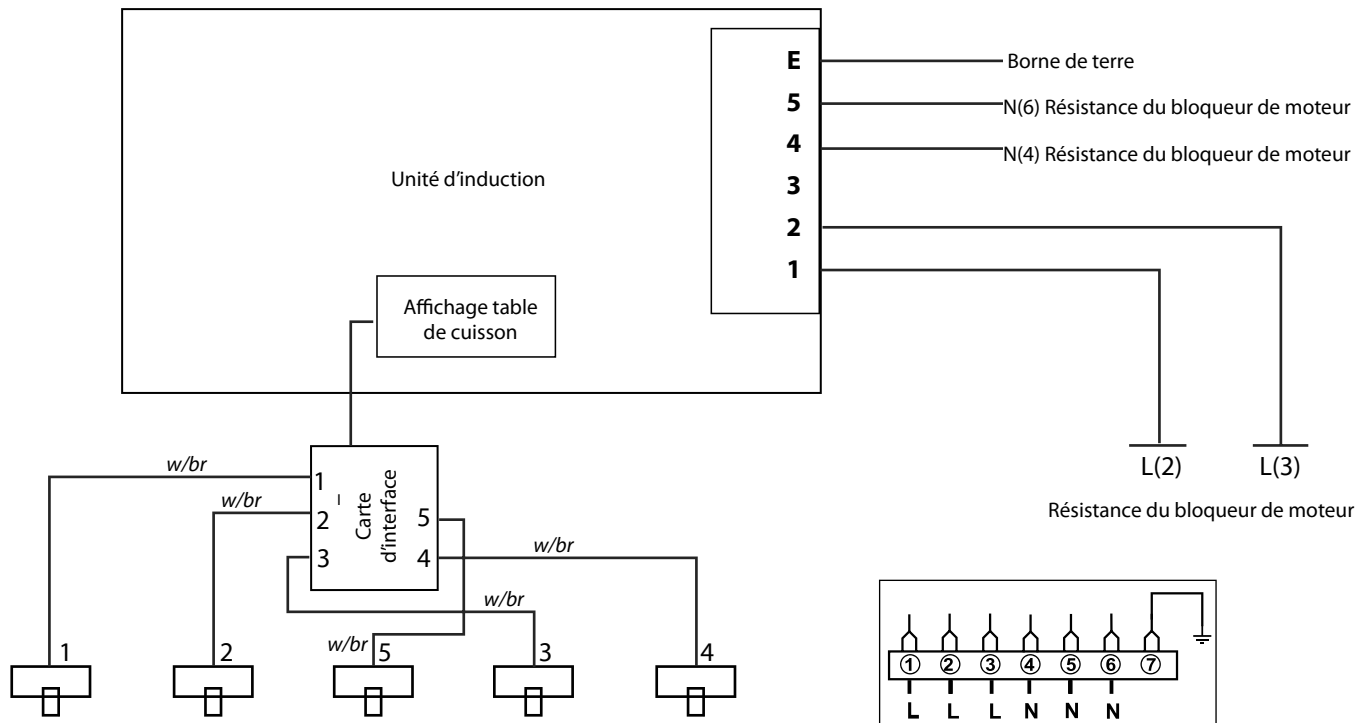 E
Borne de terre
5
N(6) Résistance du bloqueur de moteur
4
N(4) Résistance du bloqueur de moteur
3
Unité d'induction
2
1
Affichage table
de cuisson
L(2)
L(3)
Résistance du bloqueur de moteur
w/br
1
w/br
2
3
–
Carte
d'interface
5
4
w/br
w/br
w/br
1
2
5
3
4
① ② ③ ④ ⑤ ⑥ ⑦
L L L N N N